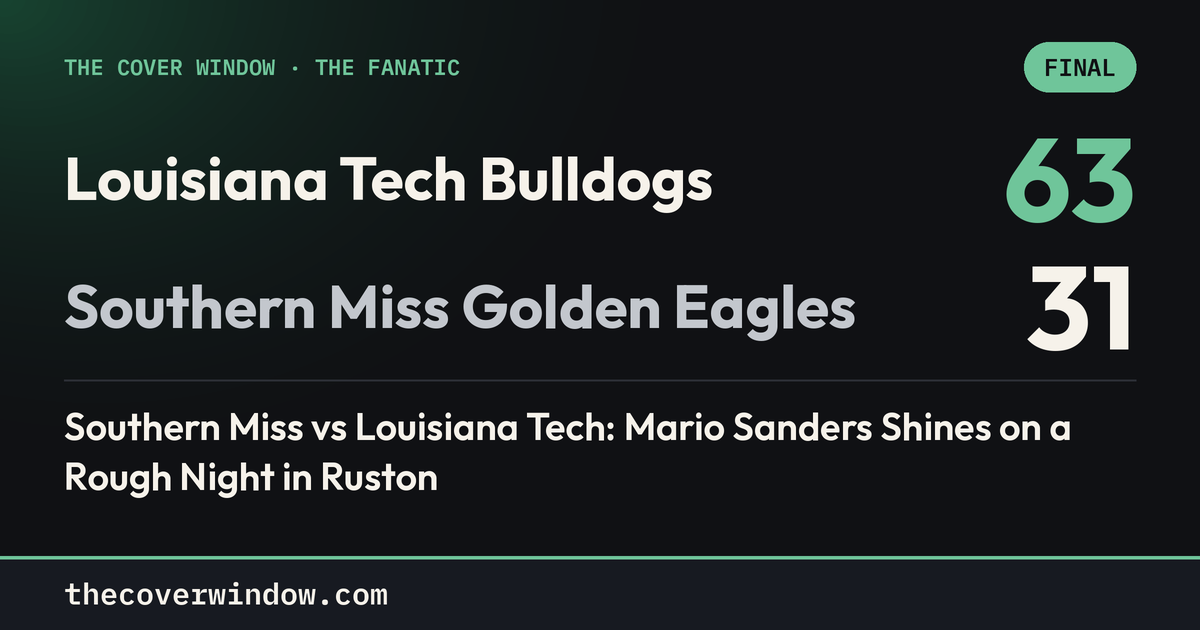 THE COVER WINDOW · THE FANATIC
FINAL
Louisiana Tech Bulldogs 63
Southern Miss Golden Eagles 31
Southern Miss vs Louisiana Tech: Mario Sanders Shines on a
Rough Night in Ruston
thecoverwindow.com